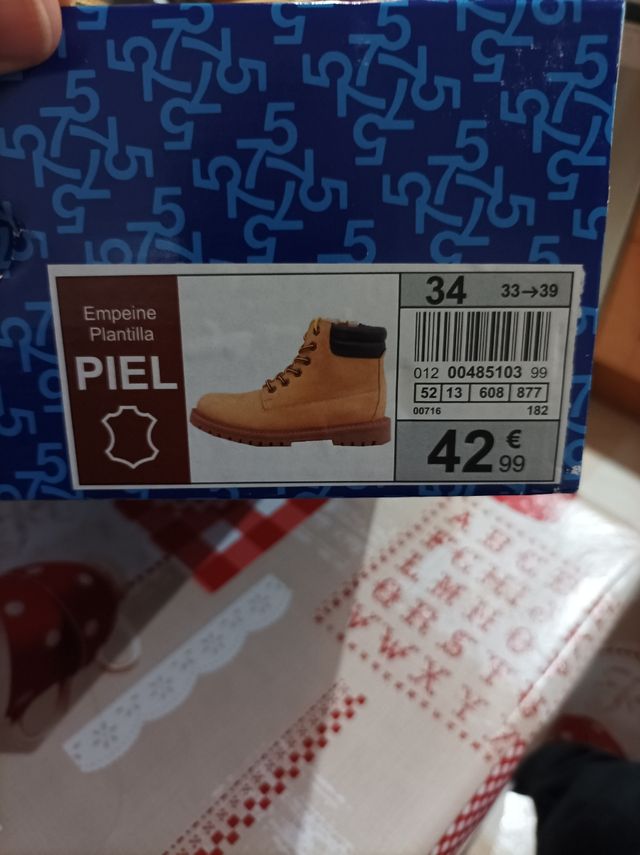 Empeine
Plantilla
PIEL
34 33→39
012 00485103 99
52 13 608 877
00716 182
42 € 99
A B C D
F G H I J
L M N O
Q R S T
V W X Y Z